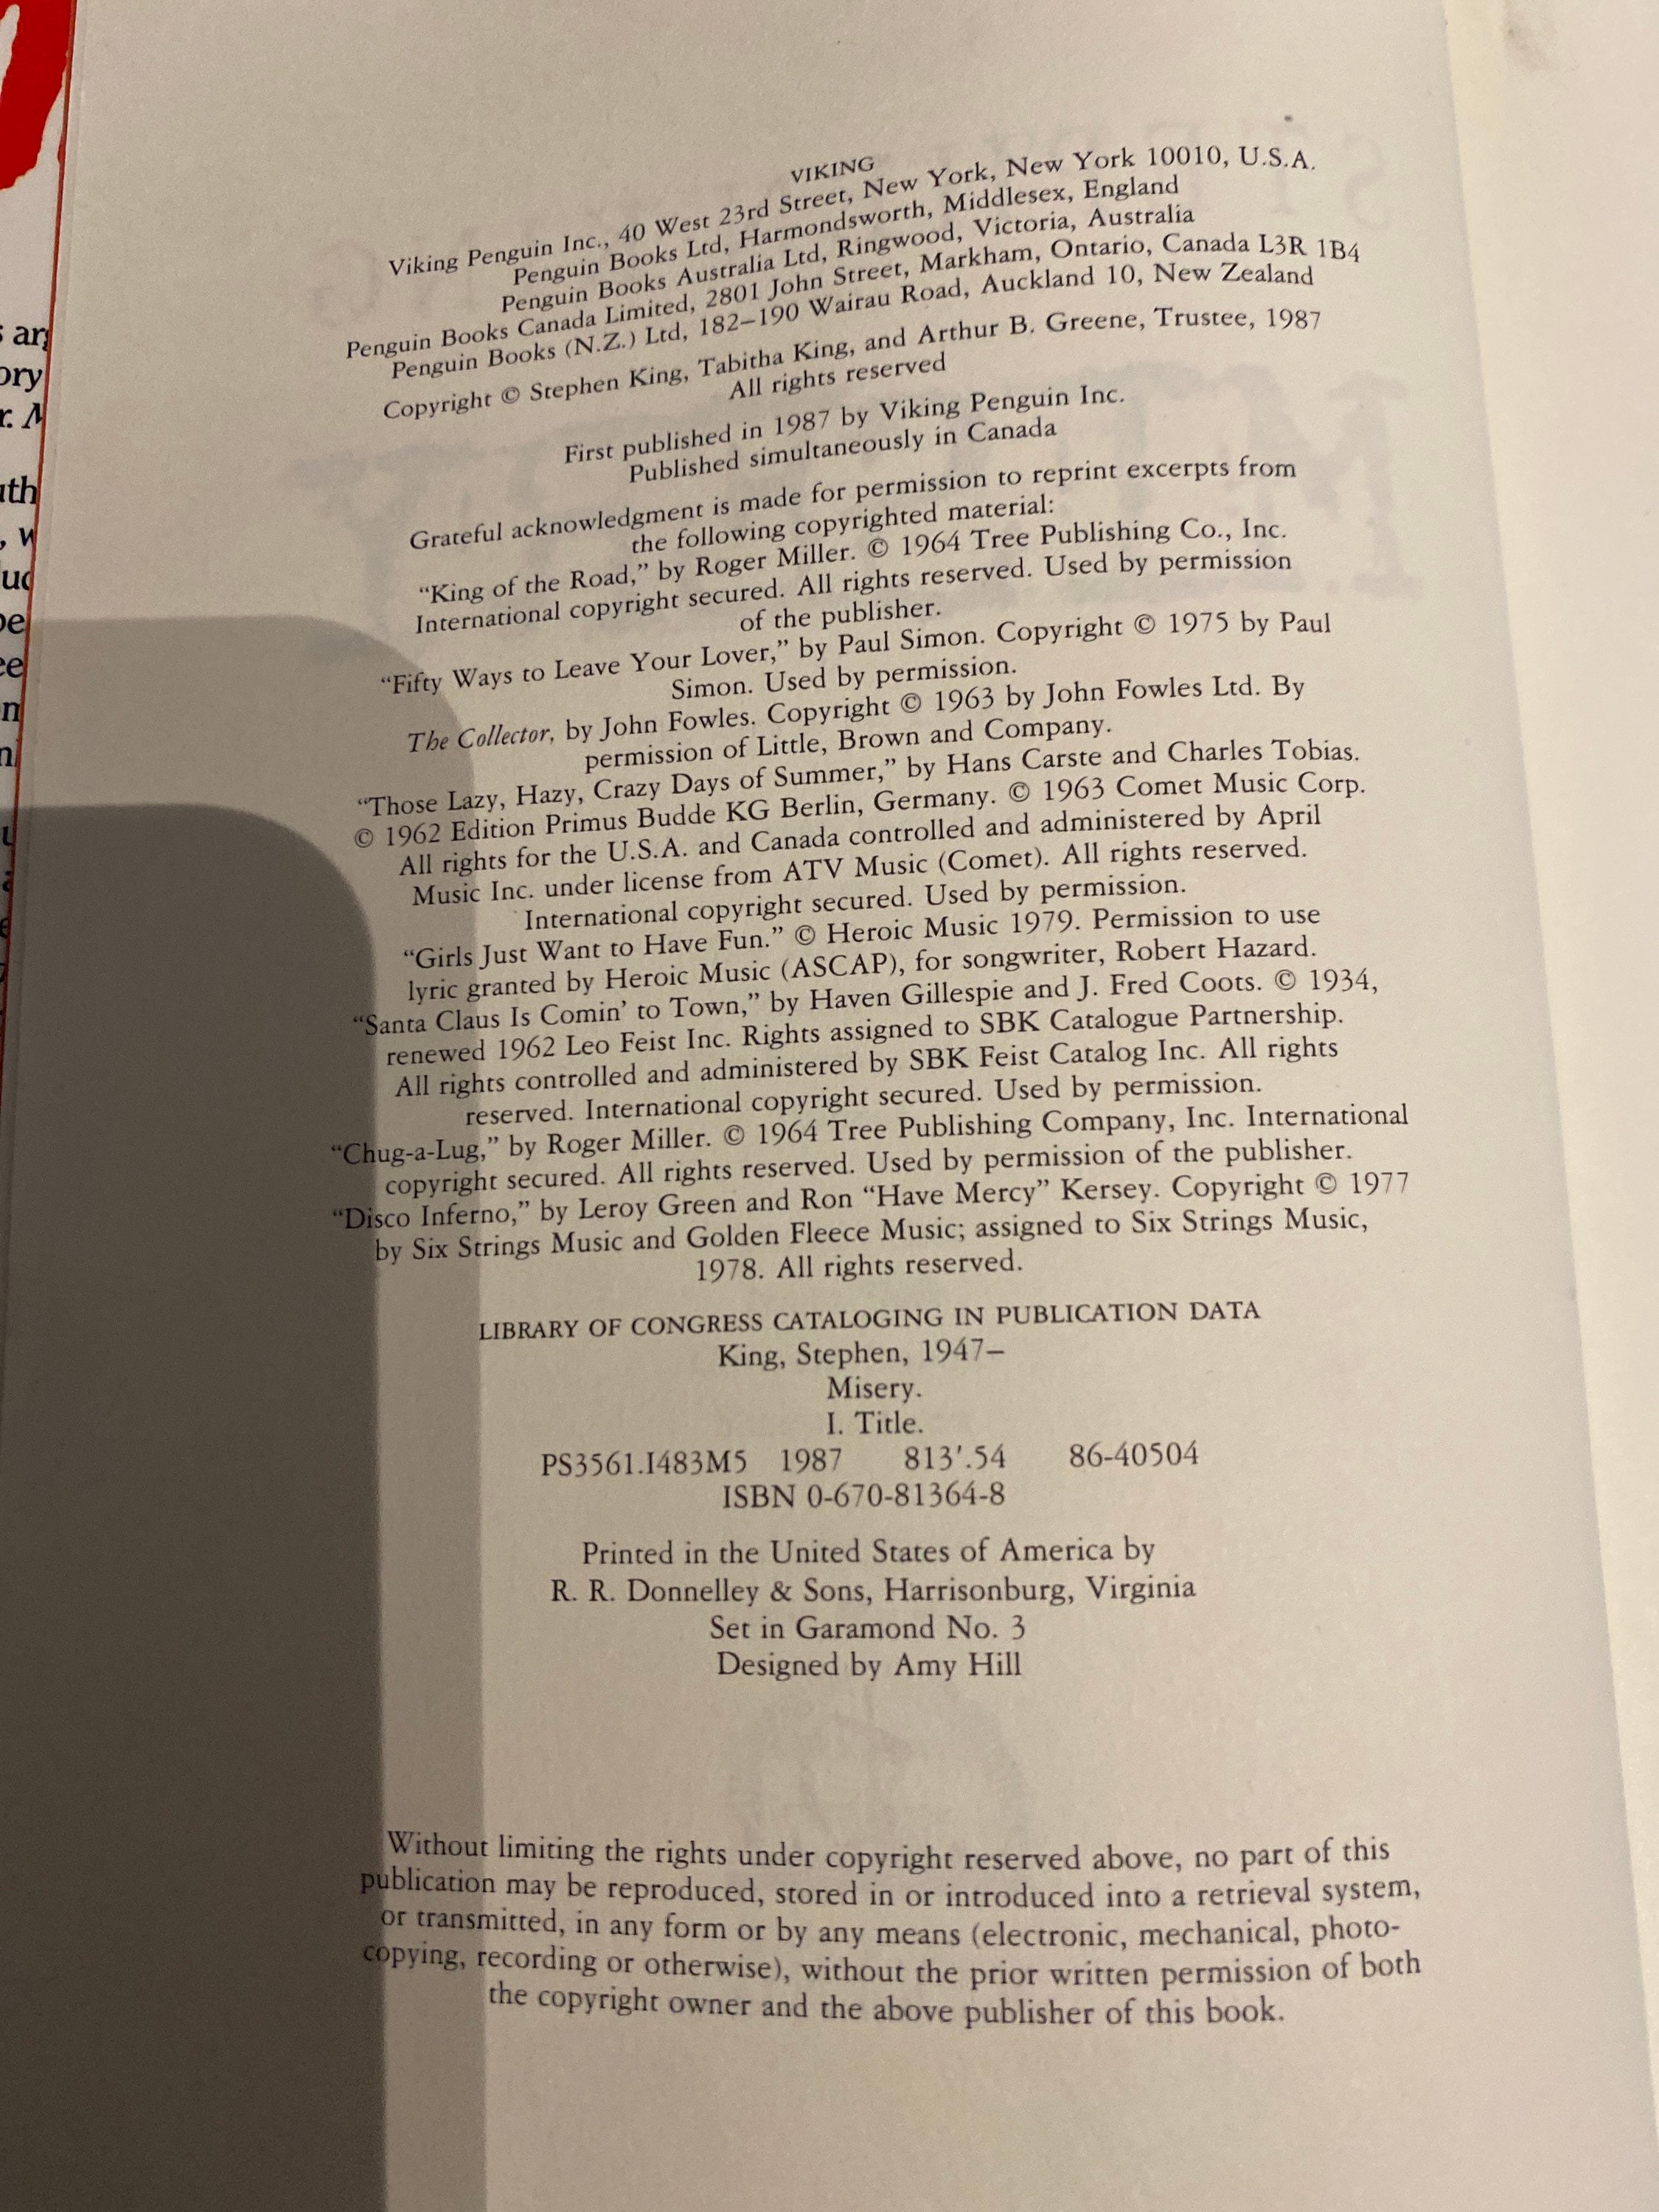 VIKING
Viking Penguin Inc., 40 West 23rd Street, New York, New York 10010, U.S.A.
Penguin Books Ltd, Harmondsworth, Middlesex, England
Penguin Books Australia Ltd, Ringwood, Victoria, Australia
Penguin Books Canada Limited, 2801 John Street, Markham, Ontario, Canada L3R 1B4
Penguin Books (N.Z.) Ltd, 182–190 Wairau Road, Auckland 10, New Zealand
Copyright © Stephen King, Tabitha King, and Arthur B. Greene, Trustee, 1987
All rights reserved
First published in 1987 by Viking Penguin Inc.
Published simultaneously in Canada
Grateful acknowledgment is made for permission to reprint excerpts from
the following copyrighted material:
“King of the Road,” by Roger Miller. © 1964 Tree Publishing Co., Inc.
International copyright secured. All rights reserved. Used by permission
of the publisher.
“Fifty Ways to Leave Your Lover,” by Paul Simon. Copyright © 1975 by Paul
Simon. Used by permission.
The Collector, by John Fowles. Copyright © 1963 by John Fowles Ltd. By
permission of Little, Brown and Company.
“Those Lazy, Hazy, Crazy Days of Summer,” by Hans Carste and Charles Tobias.
© 1962 Edition Primus Budde KG Berlin, Germany. © 1963 Comet Music Corp.
All rights for the U.S.A. and Canada controlled and administered by April
Music Inc. under license from ATV Music (Comet). All rights reserved.
International copyright secured. Used by permission.
“Girls Just Want to Have Fun.” © Heroic Music 1979. Permission to use
lyric granted by Heroic Music (ASCAP), for songwriter, Robert Hazard.
“Santa Claus Is Comin’ to Town,” by Haven Gillespie and J. Fred Coots. © 1934,
renewed 1962 Leo Feist Inc. Rights assigned to SBK Catalogue Partnership.
All rights controlled and administered by SBK Feist Catalog Inc. All rights
reserved. International copyright secured. Used by permission.
“Chug-a-Lug,” by Roger Miller. © 1964 Tree Publishing Company, Inc. International
copyright secured. All rights reserved. Used by permission of the publisher.
“Disco Inferno,” by Leroy Green and Ron “Have Mercy” Kersey. Copyright © 1977
by Six Strings Music and Golden Fleece Music; assigned to Six Strings Music,
1978. All rights reserved.
LIBRARY OF CONGRESS CATALOGING IN PUBLICATION DATA
King, Stephen, 1947–
Misery.
I. Title.
PS3561.I483M5 1987 813′.54 86-40504
ISBN 0-670-81364-8
Printed in the United States of America by
R. R. Donnelley & Sons, Harrisonburg, Virginia
Set in Garamond No. 3
Designed by Amy Hill
Without limiting the rights under copyright reserved above, no part of this
publication may be reproduced, stored in or introduced into a retrieval system,
or transmitted, in any form or by any means (electronic, mechanical, photo-
copying, recording or otherwise), without the prior written permission of both
the copyright owner and the above publisher of this book.